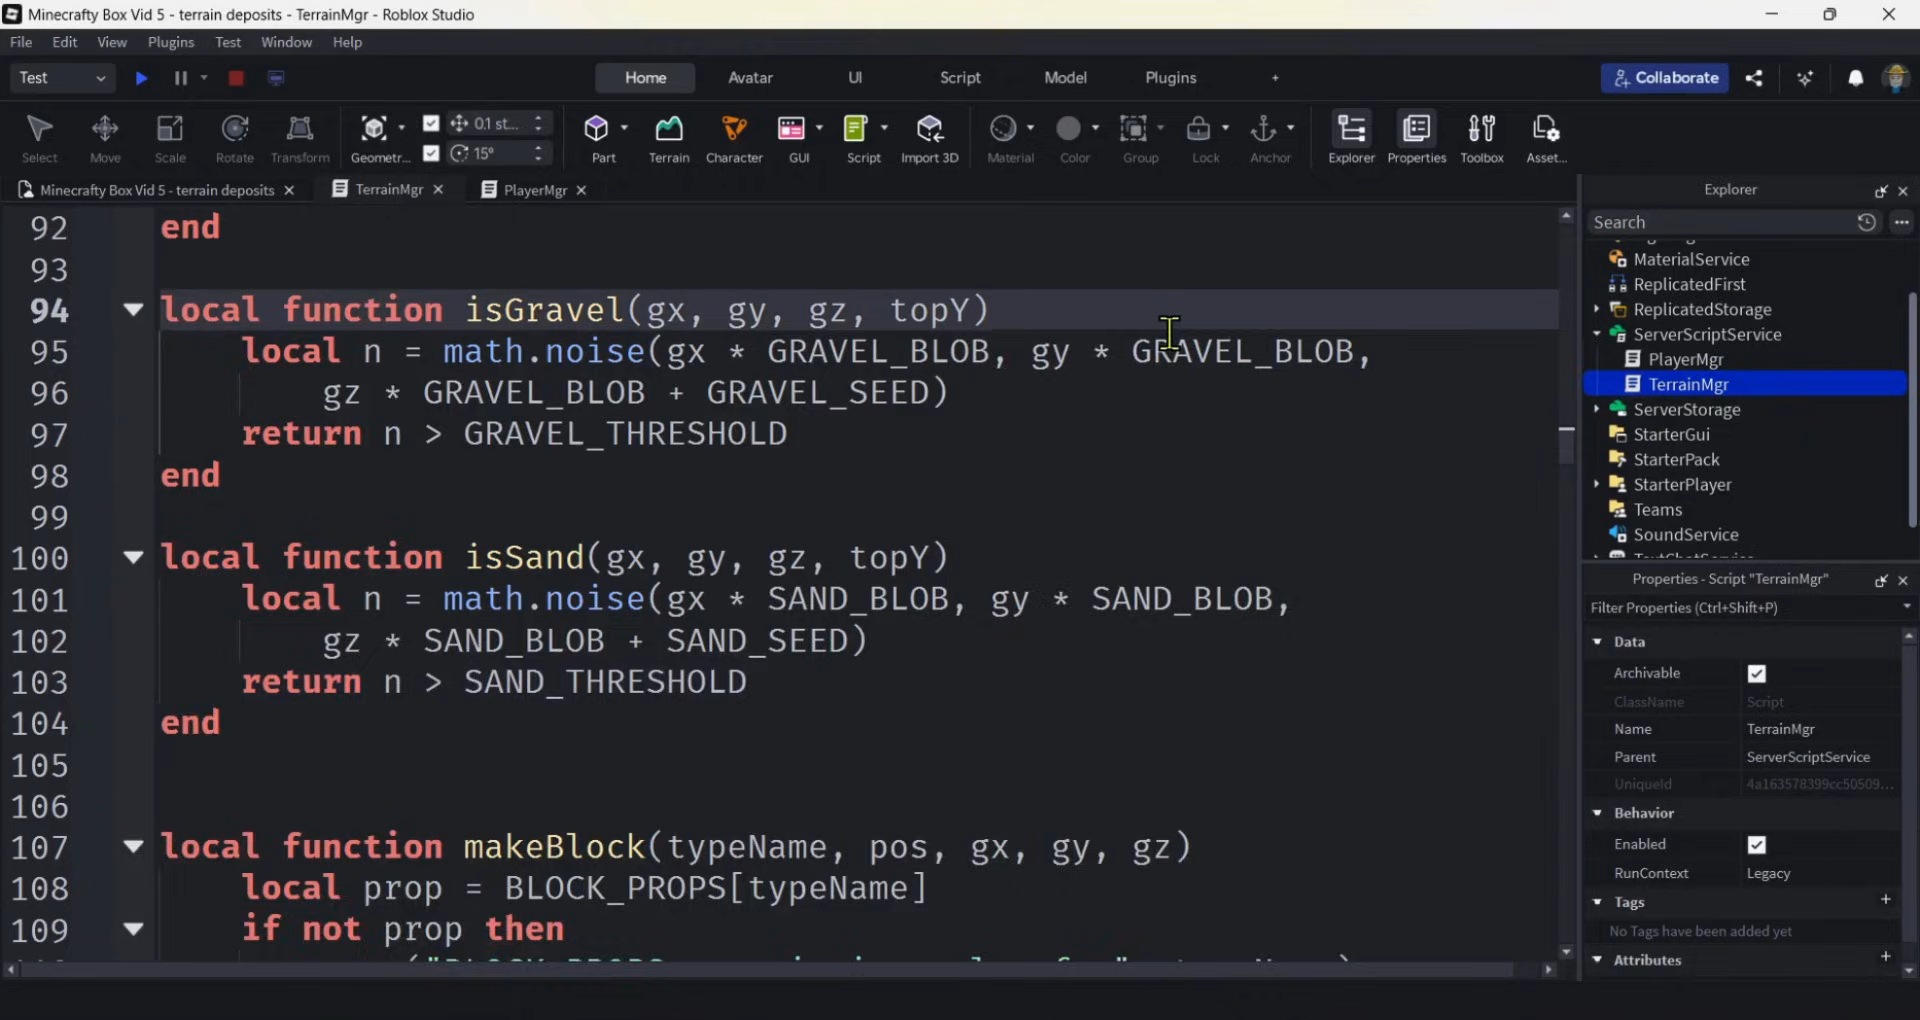 Minecrafty Box Vid 5 - terrain deposits - TerrainMgr - Roblox Studio
File Edit View Plugins Test Window Help
Test Home Avatar UI Script Model Plugins + Collaborate
0.1 st...
15°
Select Move Scale Rotate Transform Geometr... Part Terrain Character GUI Script Import 3D Material Color Group Lock Anchor Explorer Properties Toolbox Asset...
Minecrafty Box Vid 5 - terrain deposits TerrainMgr PlayerMgr
92 end
93
94 local function isGravel(gx, gy, gz, topY)
95 local n = math.noise(gx * GRAVEL_BLOB, gy * GRAVEL_BLOB,
96 gz * GRAVEL_BLOB + GRAVEL_SEED)
97 return n > GRAVEL_THRESHOLD
98 end
99
100 local function isSand(gx, gy, gz, topY)
101 local n = math.noise(gx * SAND_BLOB, gy * SAND_BLOB,
102 gz * SAND_BLOB + SAND_SEED)
103 return n > SAND_THRESHOLD
104 end
105
106
107 local function makeBlock(typeName, pos, gx, gy, gz)
108 local prop = BLOCK_PROPS[typeName]
109 if not prop then
Explorer
Search
MaterialService
ReplicatedFirst
ReplicatedStorage
ServerScriptService
PlayerMgr
TerrainMgr
ServerStorage
StarterGui
StarterPack
StarterPlayer
Teams
SoundService
Properties - Script "TerrainMgr"
Filter Properties (Ctrl+Shift+P)
Data
Archivable
ClassName Script
Name TerrainMgr
Parent ServerScriptService
UniqueId 4a163578399cc50509...
Behavior
Enabled
RunContext Legacy
Tags +
No Tags have been added yet
Attributes +